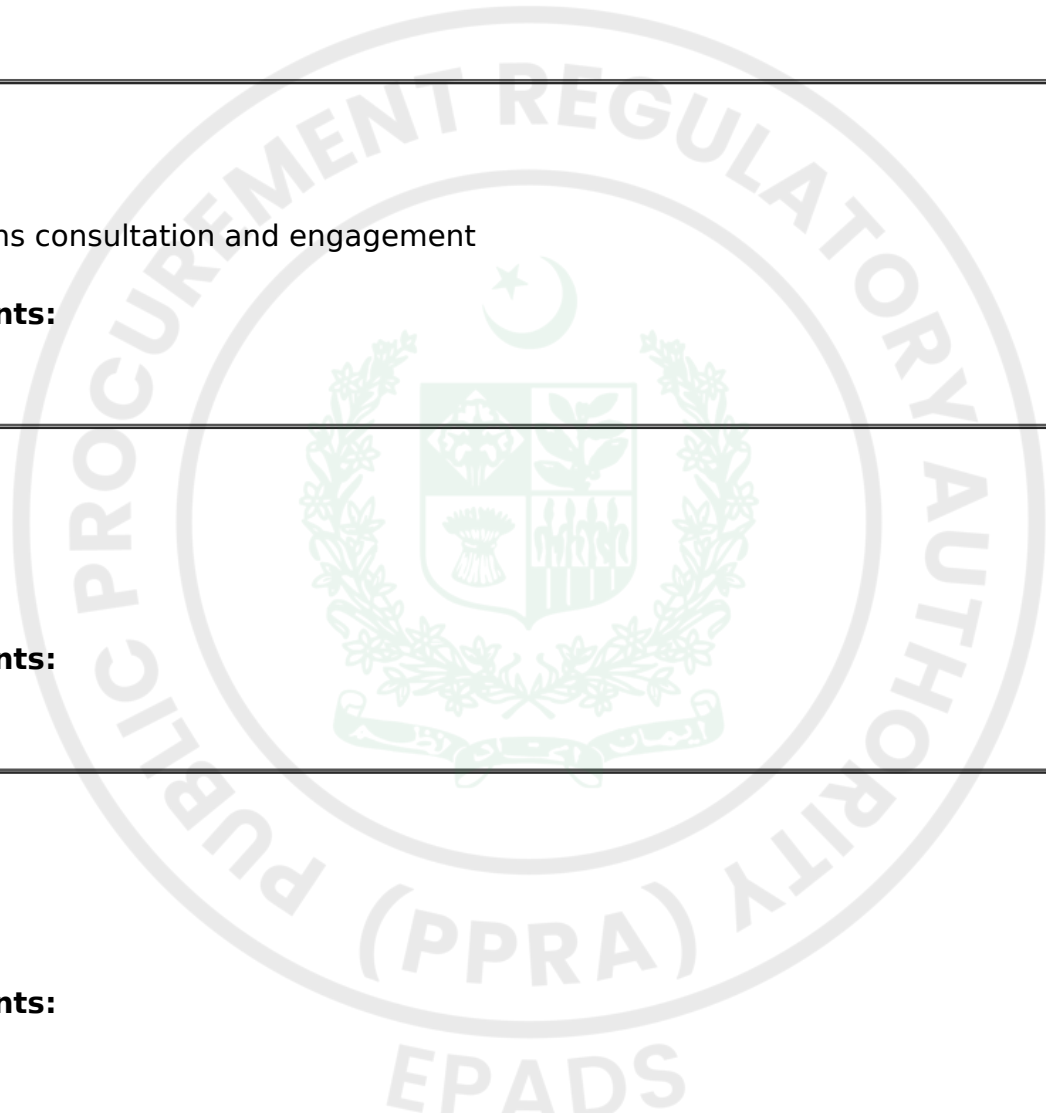 PUBLIC PROCUREMENT REGULATORY AUTHORITY
ns consultation and engagement
nts:
nts:
(PPRA)
nts:
EPADS